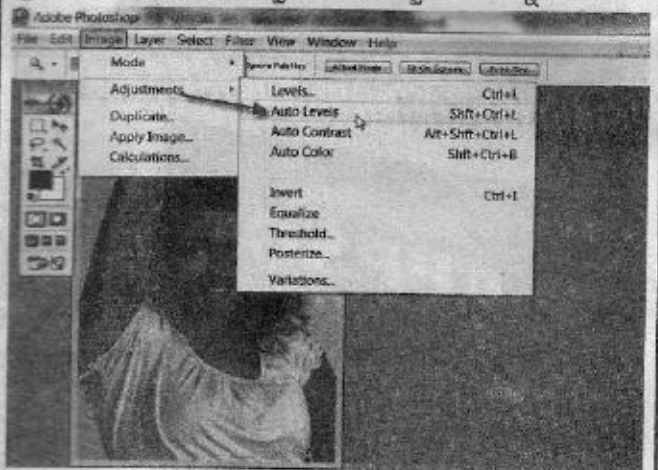 Adobe Photoshop
File Edit Image Layer Select Filter View Window Help
Mode
Adjustments
Duplicate...
Apply Image...
Calculations...
Levels... Ctrl+L
Auto Levels Shft+Ctrl+L
Auto Contrast Alt+Shft+Ctrl+L
Auto Color Shft+Ctrl+B
Invert Ctrl+I
Equalize
Threshold...
Posterize...
Variations...